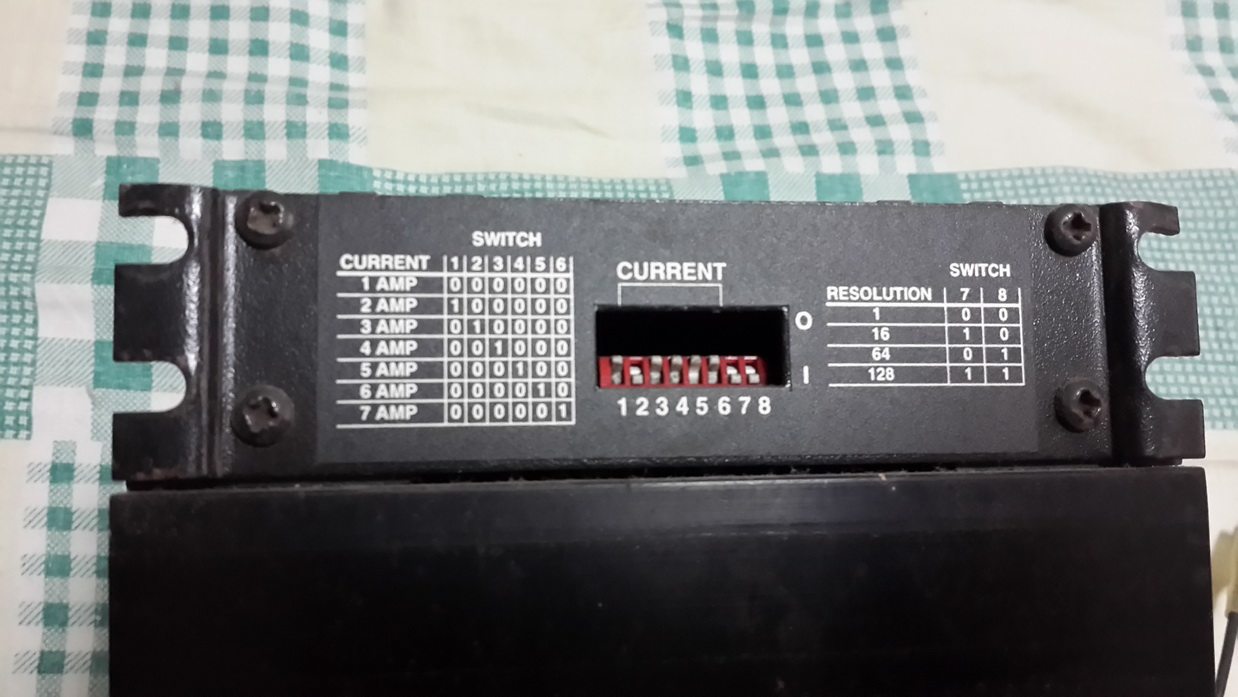 SWITCH
CURRENT 1 2 3 4 5 6
1 AMP 0 0 0 0 0 0
2 AMP 1 0 0 0 0 0
3 AMP 0 1 0 0 0 0
4 AMP 0 0 1 0 0 0
5 AMP 0 0 0 1 0 0
6 AMP 0 0 0 0 1 0
7 AMP 0 0 0 0 0 1
CURRENT
O
I
1 2 3 4 5 6 7 8
SWITCH
RESOLUTION 7 8
1 0 0
16 1 0
64 0 1
128 1 1